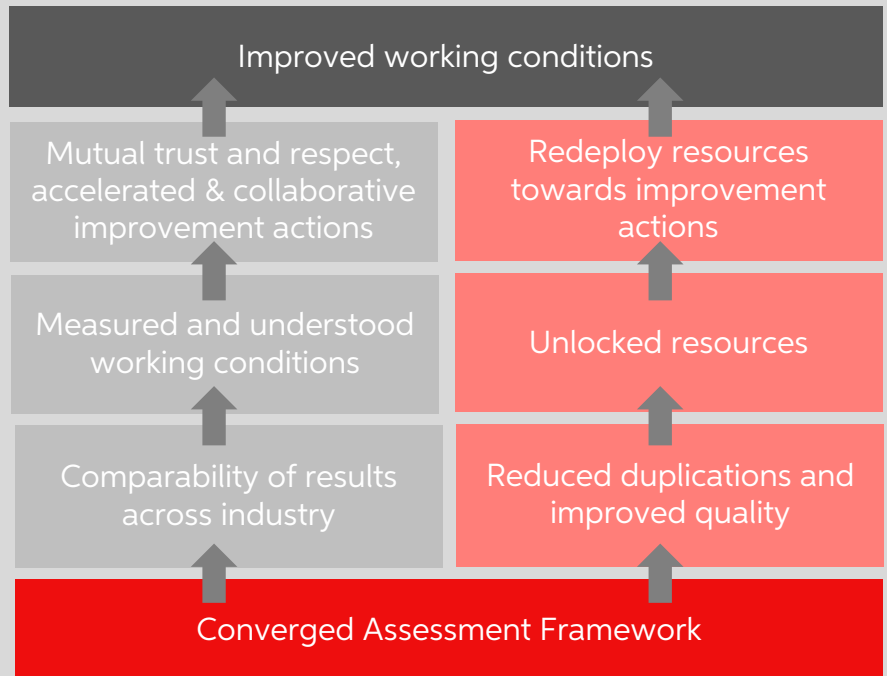 Improved working conditions
Mutual trust and respect,
accelerated & collaborative
improvement actions
Redeploy resources
towards improvement
actions
Measured and understood
working conditions
Unlocked resources
Comparability of results
across industry
Reduced duplications and
improved quality
Converged Assessment Framework